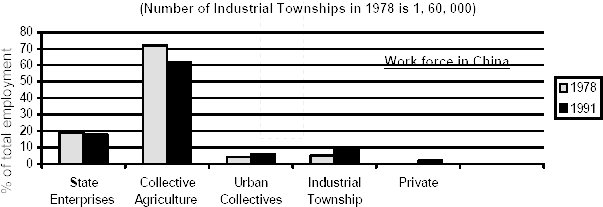 (Number of Industrial Townships in 1978 is 1, 60, 000)
80
70
60
50
40
30
20
10
0
% of total employment
Work force in China
1978
1991
State
Enterprises
Collective
Agriculture
Urban
Collectives
Industrial
Township
Private